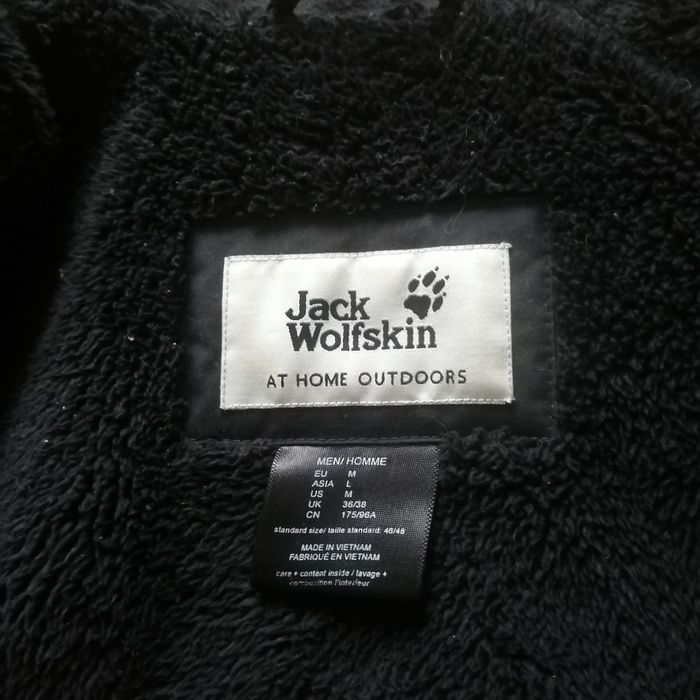 Jack
Wolfskin
AT HOME OUTDOORS
MEN/ HOMME
EU M
ASIA L
US M
UK 36/38
CN 175/96A
standard size/ taille standard: 46/48
MADE IN VIETNAM
FABRIQUÉ EN VIETNAM
care + content inside / lavage +
composition l'interieur